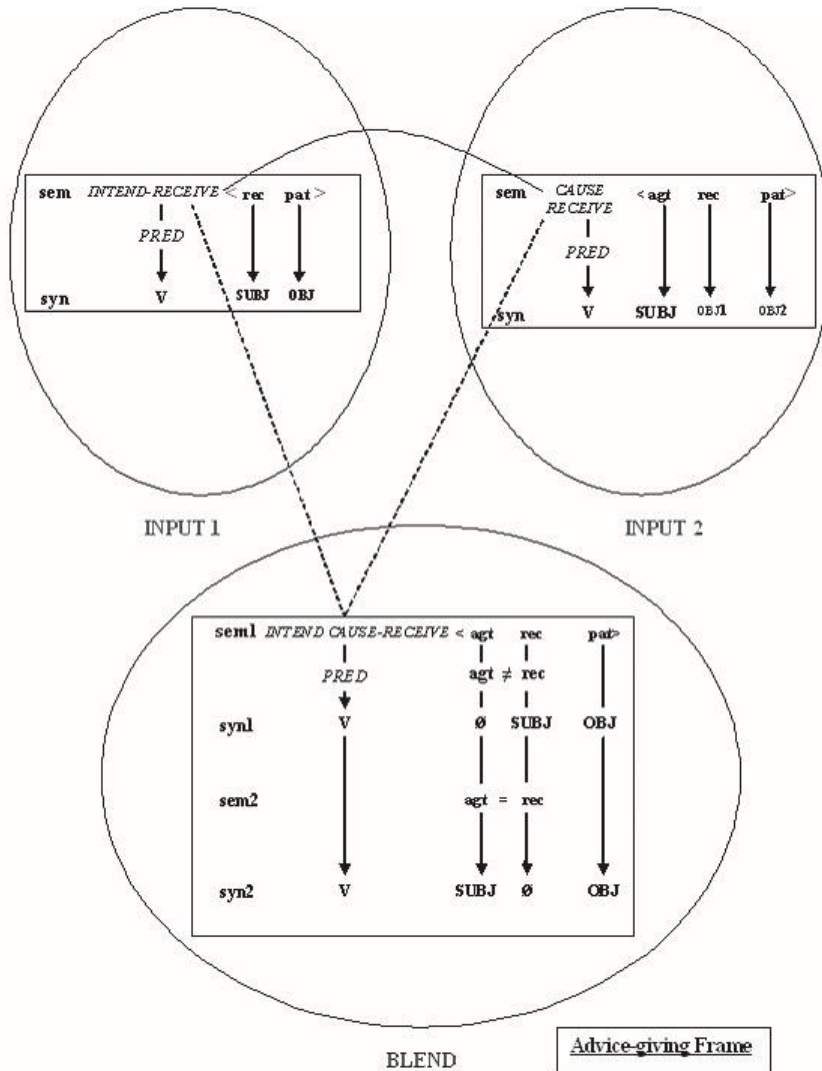 sem INTEND-RECEIVE < rec pat >
PRED
syn V SUBJ OBJ
INPUT 1
sem CAUSE RECEIVE < agt rec pat >
PRED
syn V SUBJ OBJ1 OBJ2
INPUT 2
sem1 INTEND CAUSE-RECEIVE < agt rec pat>
PRED agt ≠ rec
syn1 V Ø SUBJ OBJ
sem2 agt = rec
syn2 V SUBJ Ø OBJ
BLEND
Advice-giving Frame